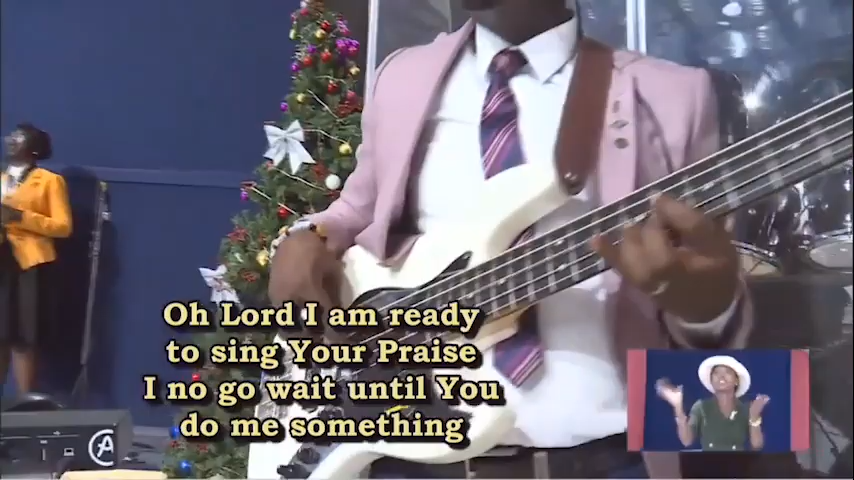 Oh Lord I am ready
to sing Your Praise
I no go wait until You
do me something